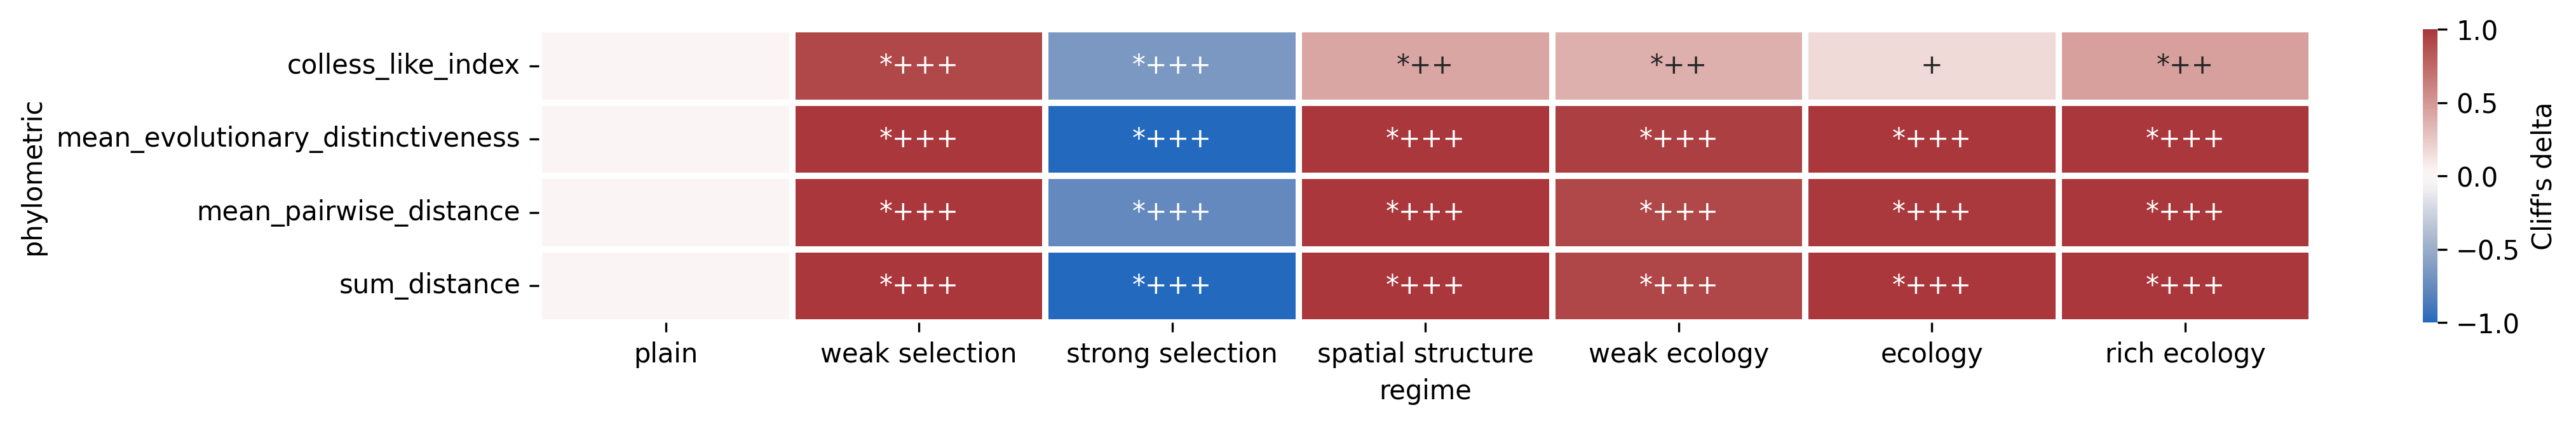 phylometric
colless_like_index
*+++ *+++ *++ *++ + *++
mean_evolutionary_distinctiveness
*+++ *+++ *+++ *+++ *+++ *+++
mean_pairwise_distance
*+++ *+++ *+++ *+++ *+++ *+++
sum_distance
*+++ *+++ *+++ *+++ *+++ *+++
plain weak selection strong selection spatial structure weak ecology ecology rich ecology
regime
1.0
0.5
0.0
−0.5
−1.0
Cliff's delta